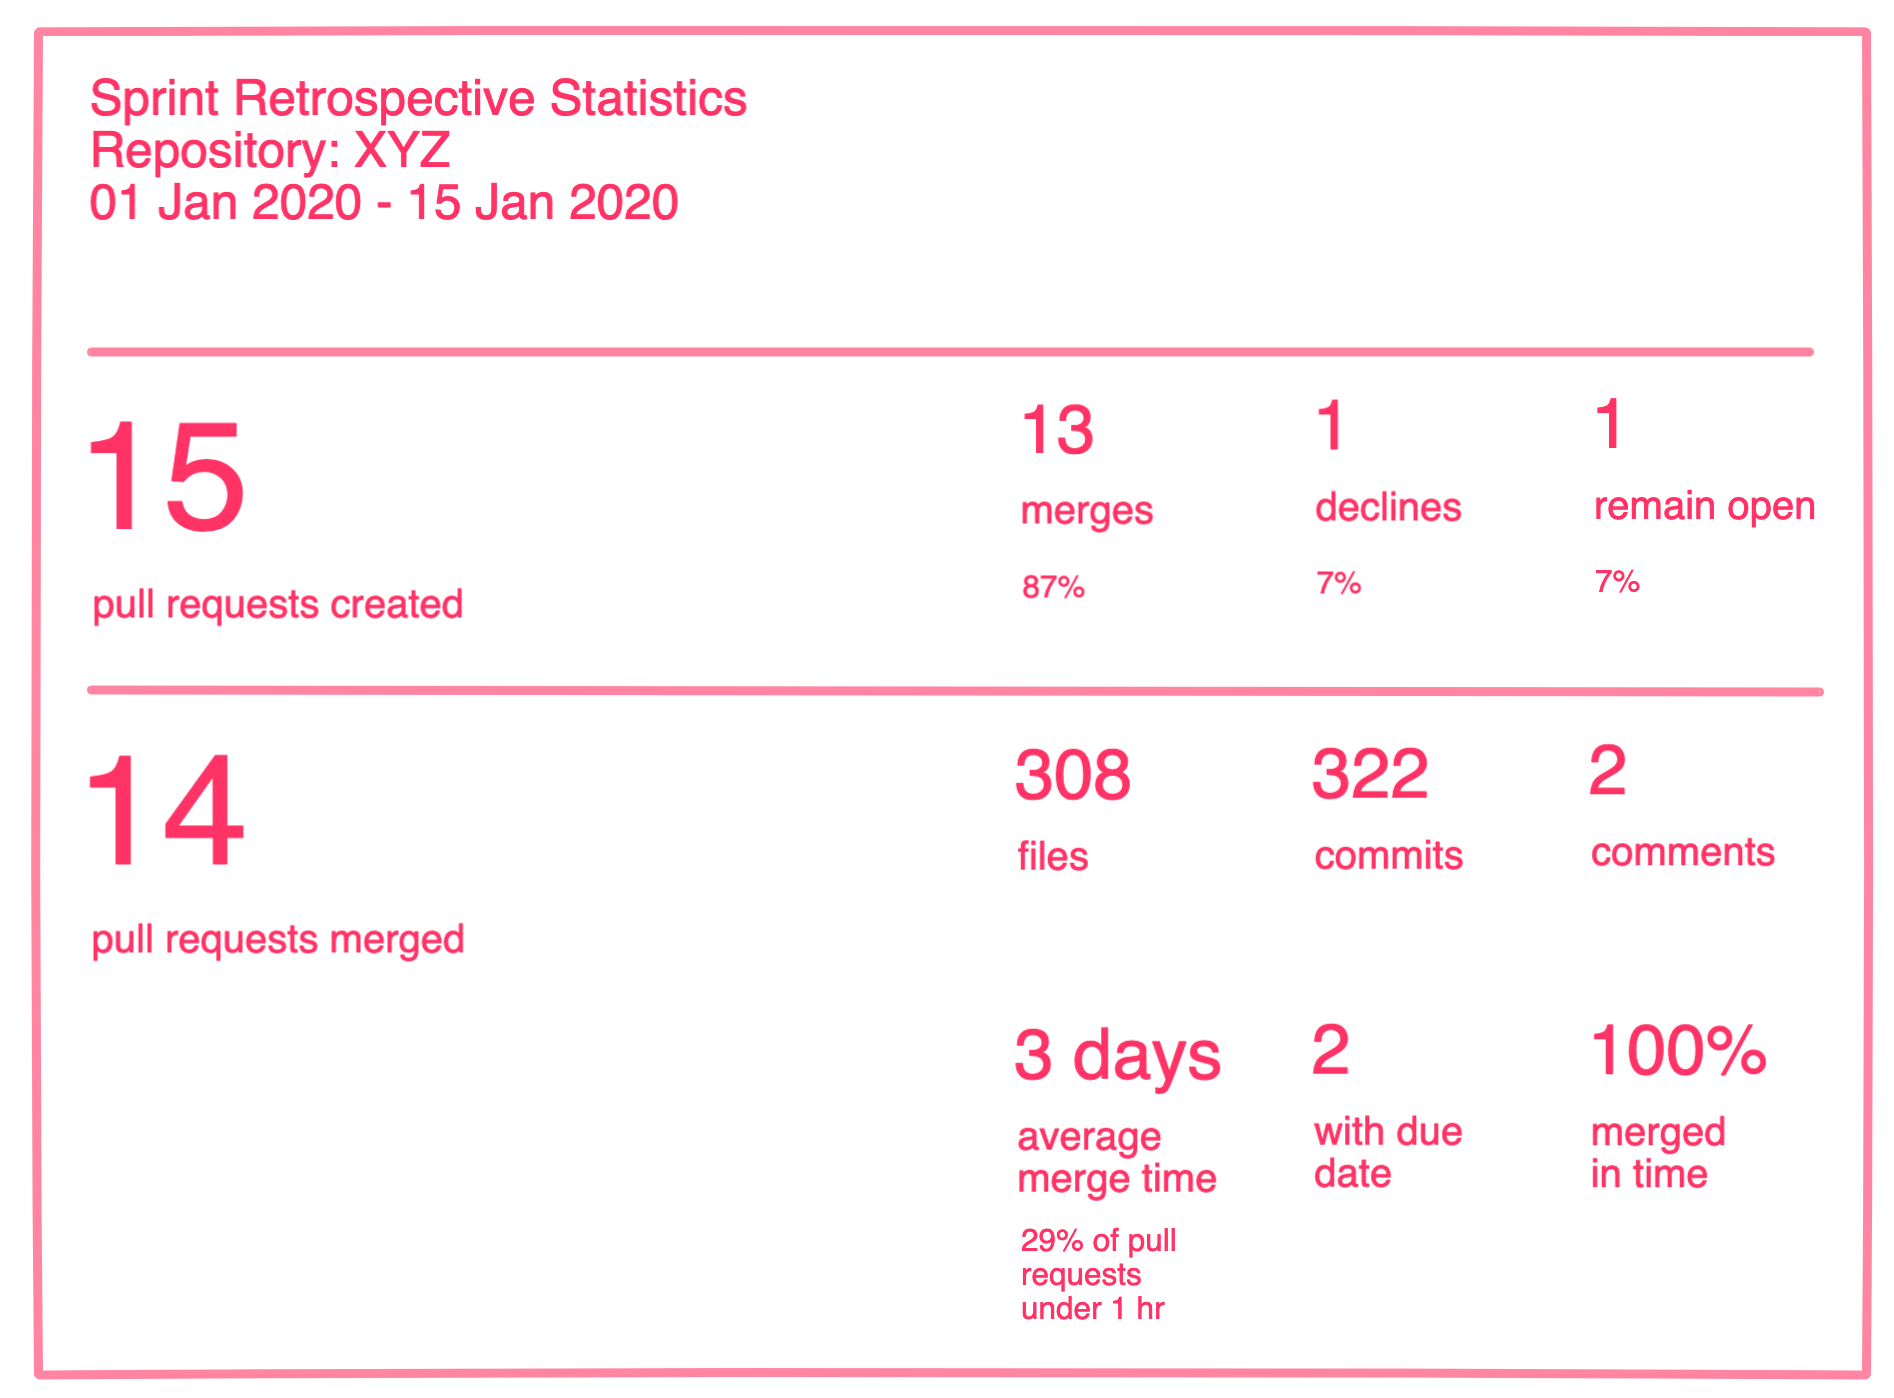 Sprint Retrospective Statistics
Repository: XYZ
01 Jan 2020 - 15 Jan 2020
15
pull requests created
13
merges
87%
1
declines
7%
1
remain open
7%
14
pull requests merged
308
files
322
commits
2
comments
3 days
average
merge time
29% of pull
requests
under 1 hr
2
with due
date
100%
merged
in time